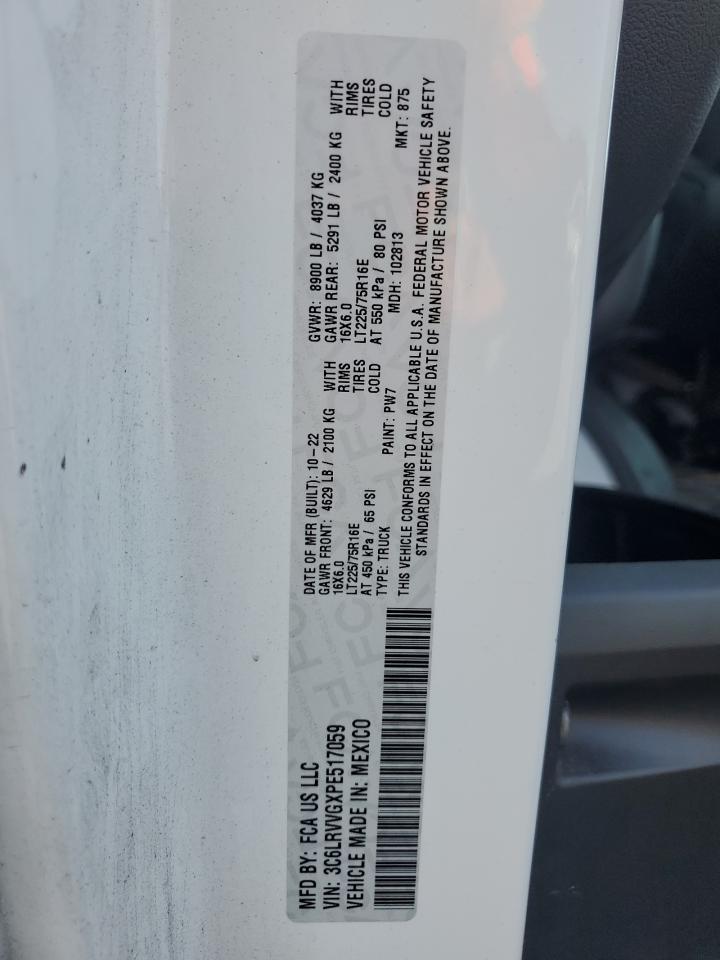 MFD BY: FCA US LLC
VIN: 3C6LRVVGXPE517059
VEHICLE MADE IN: MEXICO
DATE OF MFR (BUILT): 10-22 GVWR: 8900 LB / 4037 KG
GAWR FRONT: 4629 LB / 2100 KG WITH GAWR REAR: 5291 LB / 2400 KG WITH
16X6.0 RIMS 16X6.0 RIMS
LT225/75R16E TIRES LT225/75R16E TIRES
AT 450 kPa / 65 PSI COLD AT 550 kPa / 80 PSI COLD
TYPE: TRUCK PAINT: PW7 MDH: 102813 MKT: 875
THIS VEHICLE CONFORMS TO ALL APPLICABLE U.S.A. FEDERAL MOTOR VEHICLE SAFETY
STANDARDS IN EFFECT ON THE DATE OF MANUFACTURE SHOWN ABOVE.